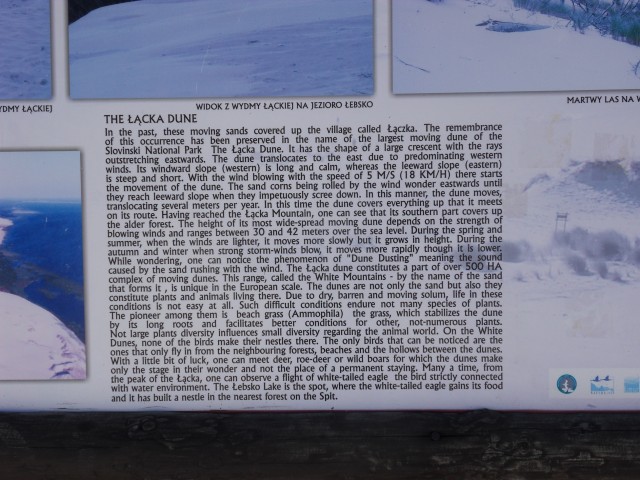 YDMY ŁĄCKIEJ
WIDOK Z WYDMY ŁĄCKIEJ NA JEZIORO ŁEBSKO
MARTWY LAS NA W
THE ŁĄCKA DUNE
In the past, these moving sands covered up the village called Łączka. The remembrance
of this occurrence has been preserved in the name of the largest moving dune of the
Slovinski National Park The Łącka Dune. It has the shape of a large crescent with the rays
outstretching eastwards. The dune translocates to the east due to predominating western
winds. Its windward slope (western) is long and calm, whereas the leeward slope (eastern)
is steep and short. With the wind blowing with the speed of 5 M/S (18 KM/H) there starts
the movement of the dune. The sand corns being rolled by the wind wonder eastwards until
they reach leeward slope when they impetuously screw down. In this manner, the dune moves,
translocating several meters per year. In this time the dune covers everything up that it meets
on its route. Having reached the Łącka Mountain, one can see that its southern part covers up
the alder forest. The height of its most wide-spread moving dune depends on the strength of
blowing winds and ranges between 30 and 42 meters over the sea level. During the spring and
summer, when the winds are lighter, it moves more slowly but it grows in height. During the
autumn and winter when strong storm-winds blow, it moves more rapidly though it is lower.
While wondering, one can notice the phenomenon of "Dune Dusting" meaning the sound
caused by the sand rushing with the wind. The Łącka dune constitutes a part of over 500 HA
complex of moving dunes. This range, called the White Mountains - by the name of the sand
that forms it , is unique in the European scale. The dunes are not only the sand but also they
constitute plants and animals living there. Due to dry, barren and moving solum, life in these
conditions is not easy at all. Such difficult conditions endure not many species of plants.
The pioneer among them is beach grass (Ammophila) the grass, which stabilizes the dune
by its long roots and facilitates better conditions for other, not-numerous plants.
Not large plants diversity influences small diversity regarding the animal world. On the White
Dunes, none of the birds make their nestles there. The only birds that can be noticed are the
ones that only fly in from the neighbouring forests, beaches and the hollows between the dunes.
With a little bit of luck, one can meet deer, roe-deer or wild boars for which the dunes make
only the stage in their wonder and not the place of a permanent staying. Many a time, from
the peak of the Łącka, one can observe a flight of white-tailed eagle the bird strictly connected
with water environment. The Łebsko Lake is the spot, where the white-tailed eagle gains its food
and it has built a nestle in the nearest forest on the Spit.